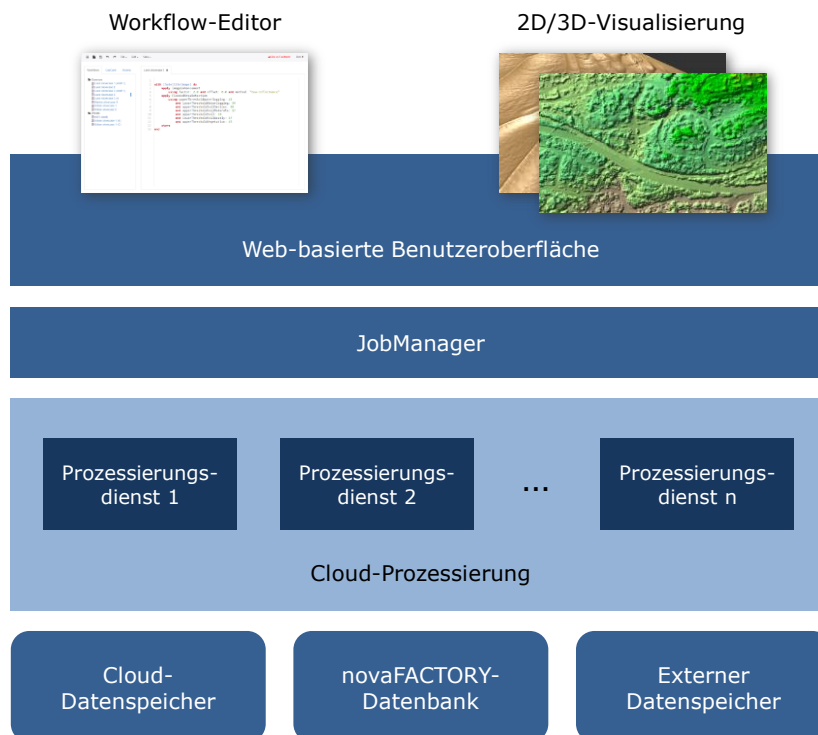 Workflow-Editor
2D/3D-Visualisierung
Web-basierte Benutzeroberfläche
JobManager
Prozessierungs-
dienst 1
Prozessierungs-
dienst 2
...
Prozessierungs-
dienst n
Cloud-Prozessierung
Cloud-
Datenspeicher
novaFACTORY-
Datenbank
Externer
Datenspeicher